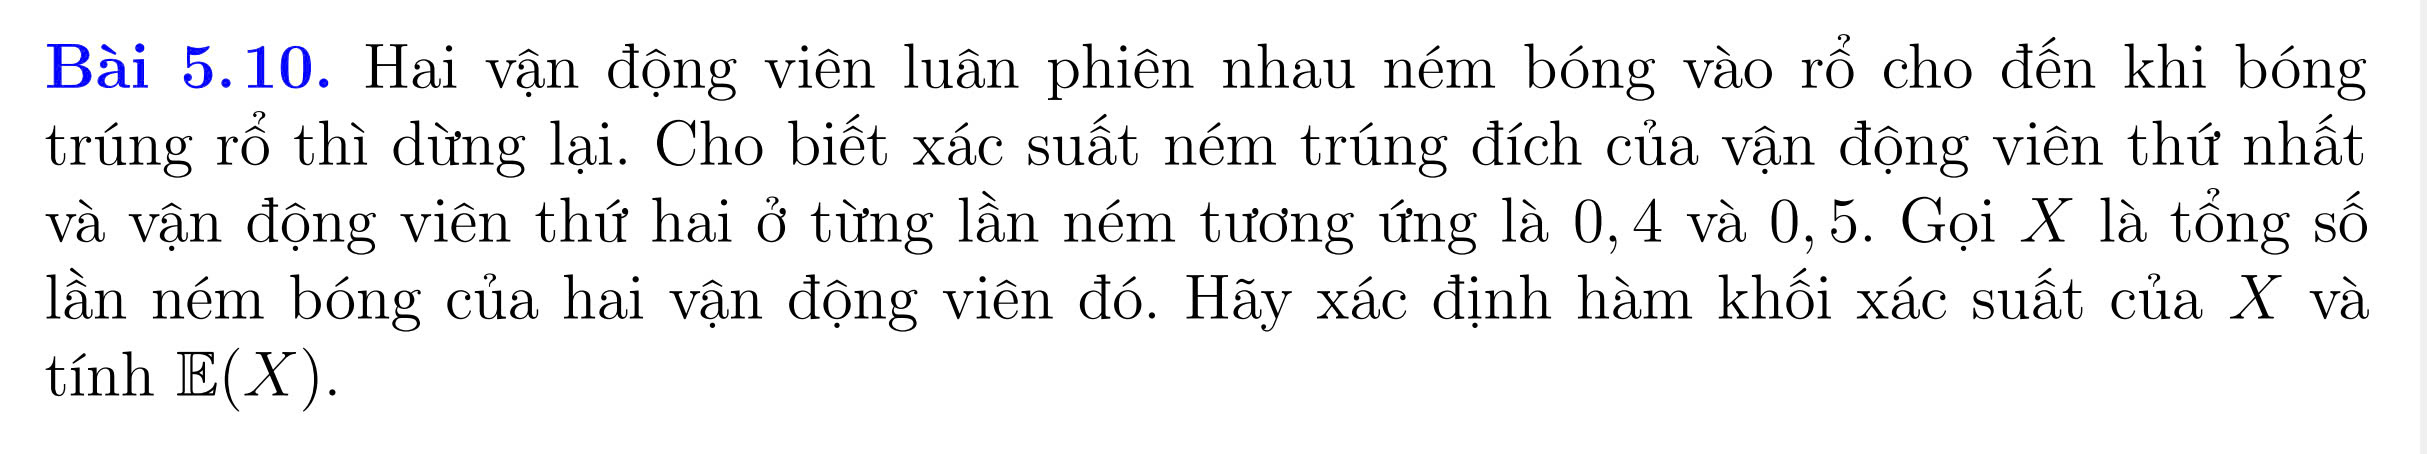 Bài 5.10. Hai vận động viên luân phiên nhau ném bóng vào rổ cho đến khi bóng
trúng rổ thì dừng lại. Cho biết xác suất ném trúng đích của vận động viên thứ nhất
và vận động viên thứ hai ở từng lần ném tương ứng là 0, 4 và 0, 5. Gọi X là tổng số
lần ném bóng của hai vận động viên đó. Hãy xác định hàm khối xác suất của X và
tính 𝔼(X).